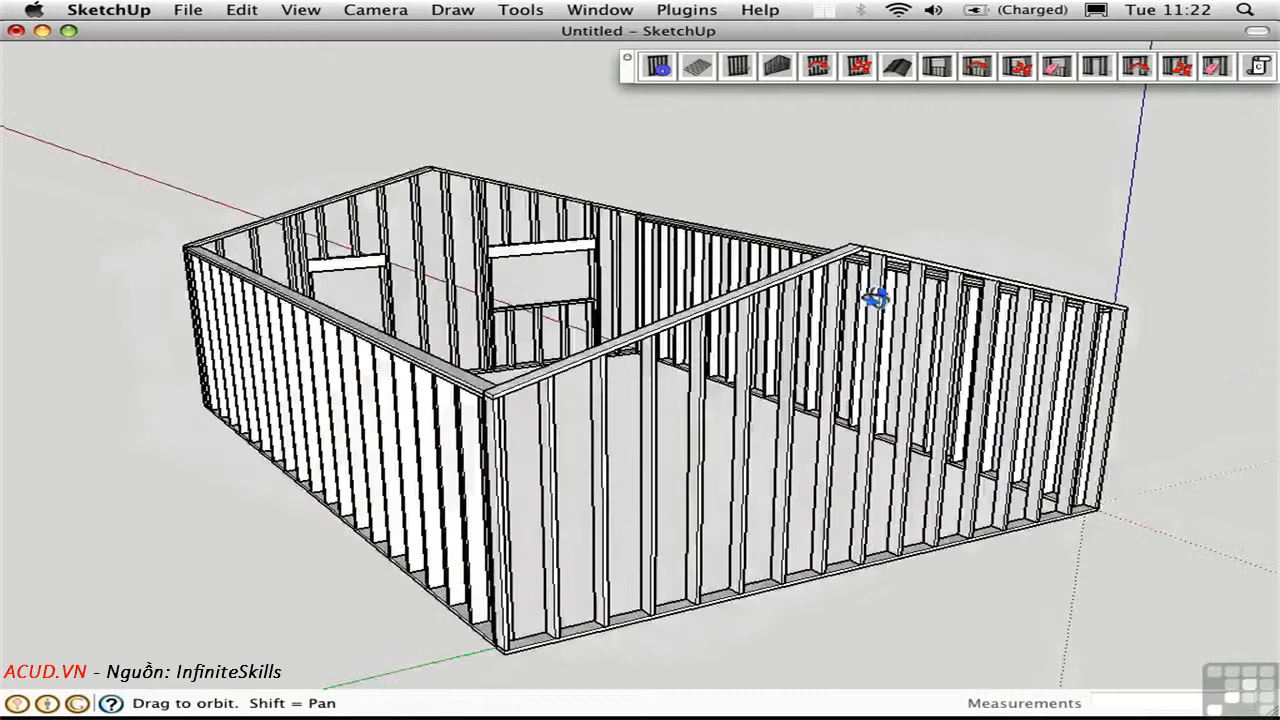 SketchUp File Edit View Camera Draw Tools Window Plugins Help (Charged) Tue 11:22
Untitled – SketchUp
ACUD.VN - Nguồn: InfiniteSkills
Drag to orbit. Shift = Pan Measurements